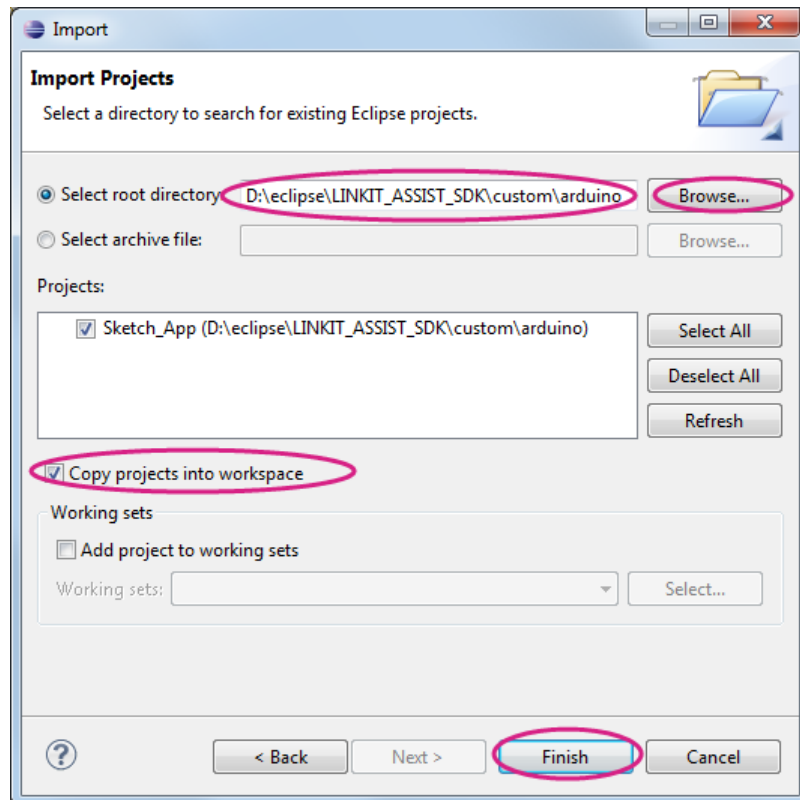 Import
Import Projects
Select a directory to search for existing Eclipse projects.
Select root directory: D:\eclipse\LINKIT_ASSIST_SDK\custom\arduino Browse...
Select archive file: Browse...
Projects:
Sketch_App (D:\eclipse\LINKIT_ASSIST_SDK\custom\arduino)
Select All
Deselect All
Refresh
Copy projects into workspace
Working sets
Add project to working sets
Working sets: Select...
? < Back Next > Finish Cancel